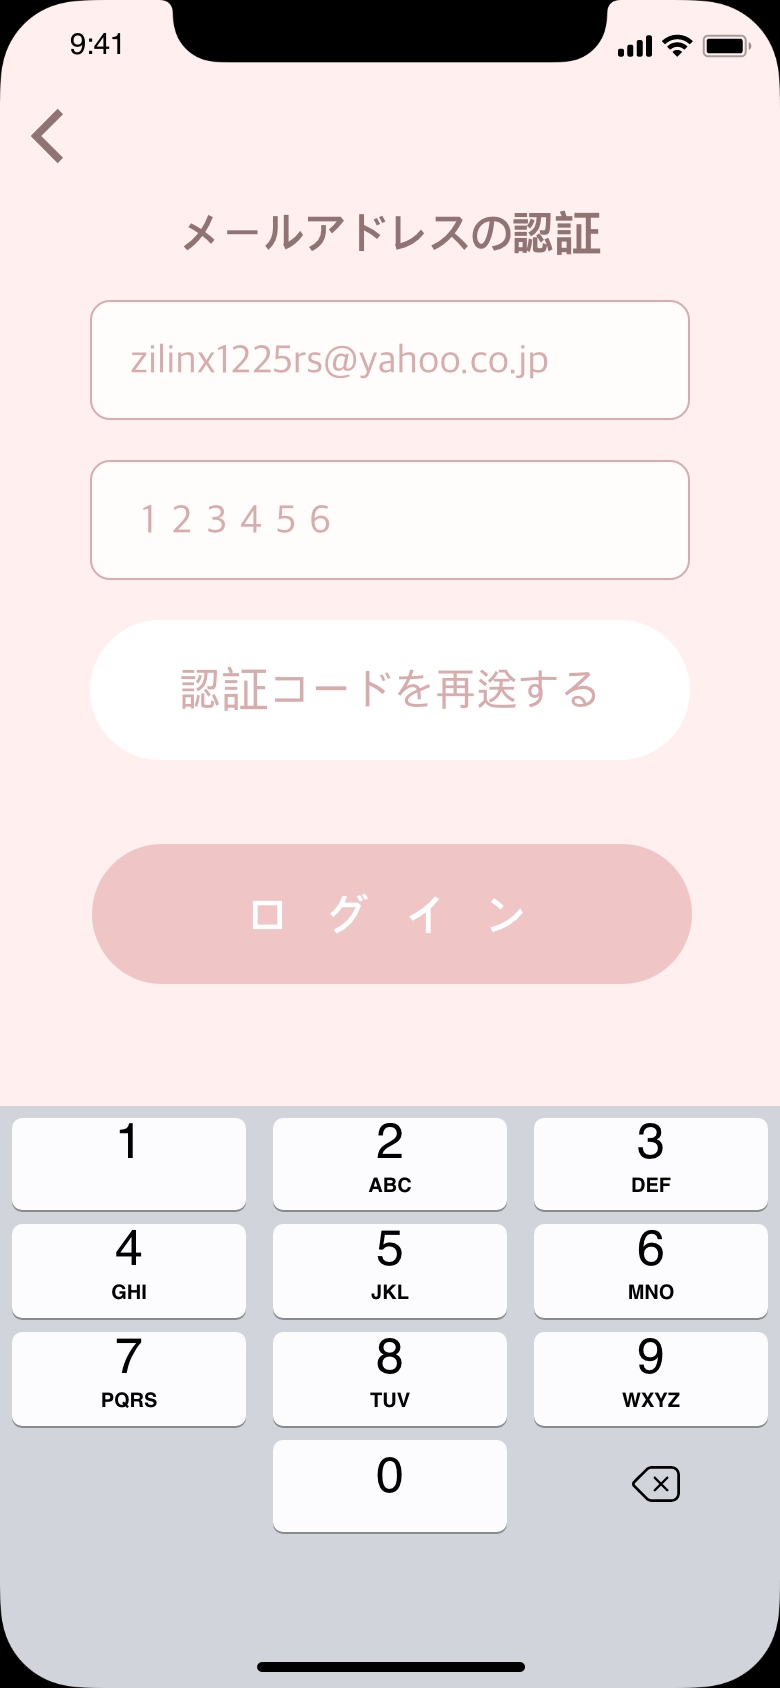 9:41
メールアドレスの認証
zilinx1225rs@yahoo.co.jp
1 2 3 4 5 6
認証コードを再送する
ログイン
1 2 3
ABC DEF
4 5 6
GHI JKL MNO
7 8 9
PQRS TUV WXYZ
0